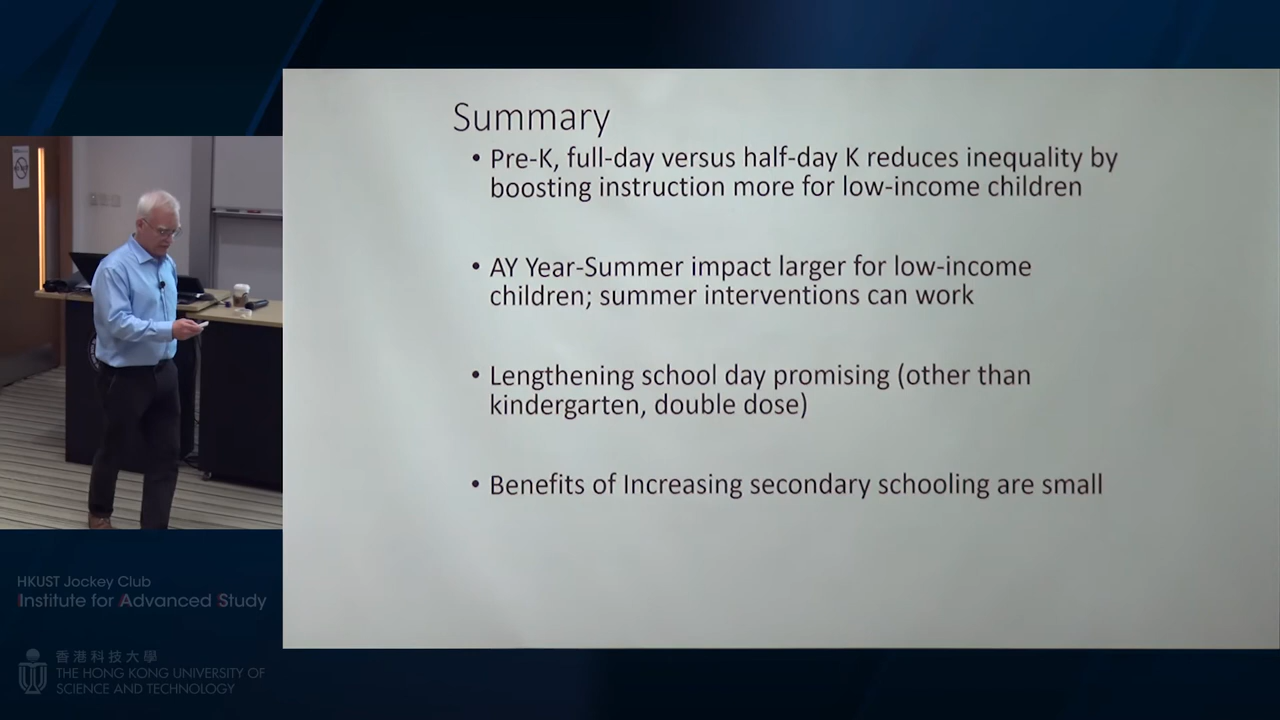 Summary
• Pre-K, full-day versus half-day K reduces inequality by
boosting instruction more for low-income children
• AY Year-Summer impact larger for low-income
children; summer interventions can work
• Lengthening school day promising (other than
kindergarten, double dose)
• Benefits of Increasing secondary schooling are small
HKUST Jockey Club
Institute for Advanced Study
香港科技大學
THE HONG KONG UNIVERSITY OF
SCIENCE AND TECHNOLOGY